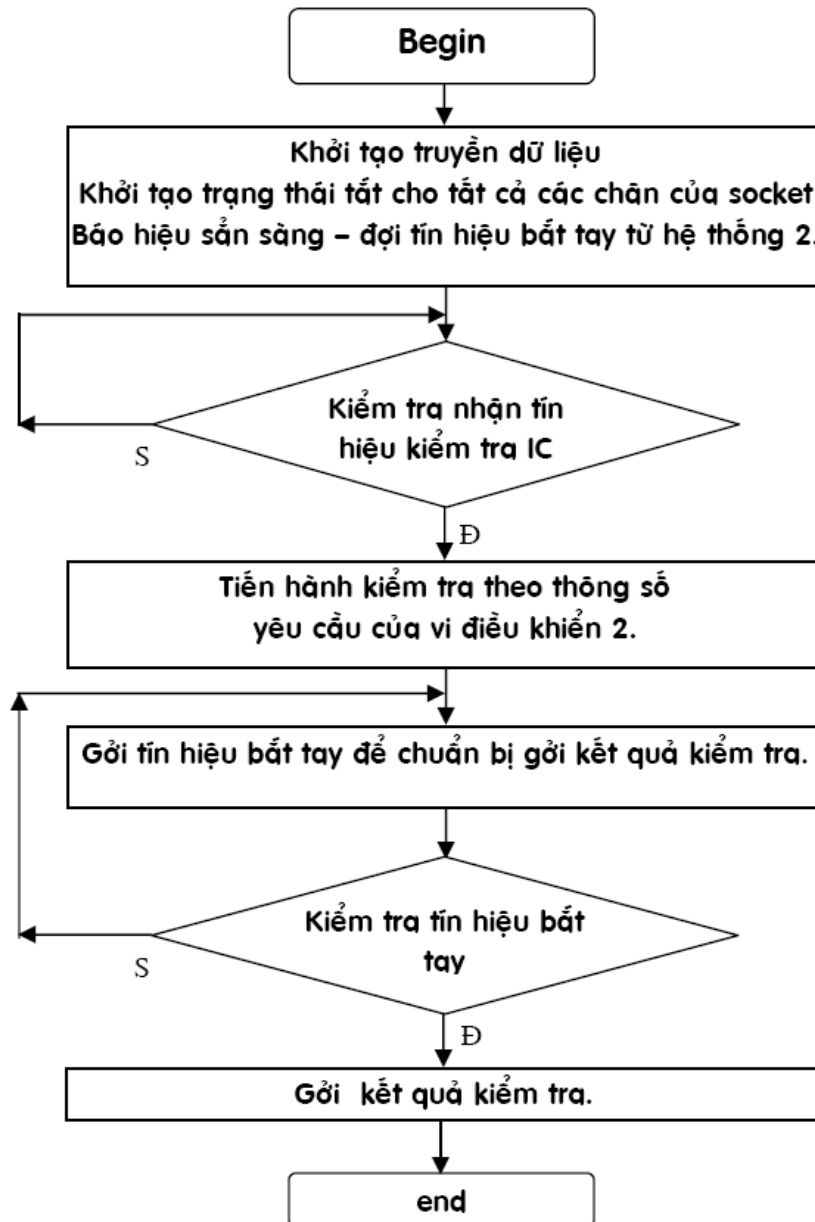 Begin
Khởi tạo truyền dữ liệu
Khởi tạo trạng thái tắt cho tất cả các chân của socket
Báo hiệu sẳn sàng – đợi tín hiệu bắt tay từ hệ thống 2.
Kiểm tra nhận tín
hiệu kiểm tra IC
S
Đ
Tiến hành kiểm tra theo thông số
yêu cầu của vi điều khiển 2.
Gởi tín hiệu bắt tay để chuẩn bị gởi kết quả kiểm tra.
Kiểm tra tín hiệu bắt
tay
S
Đ
Gởi kết quả kiểm tra.
end